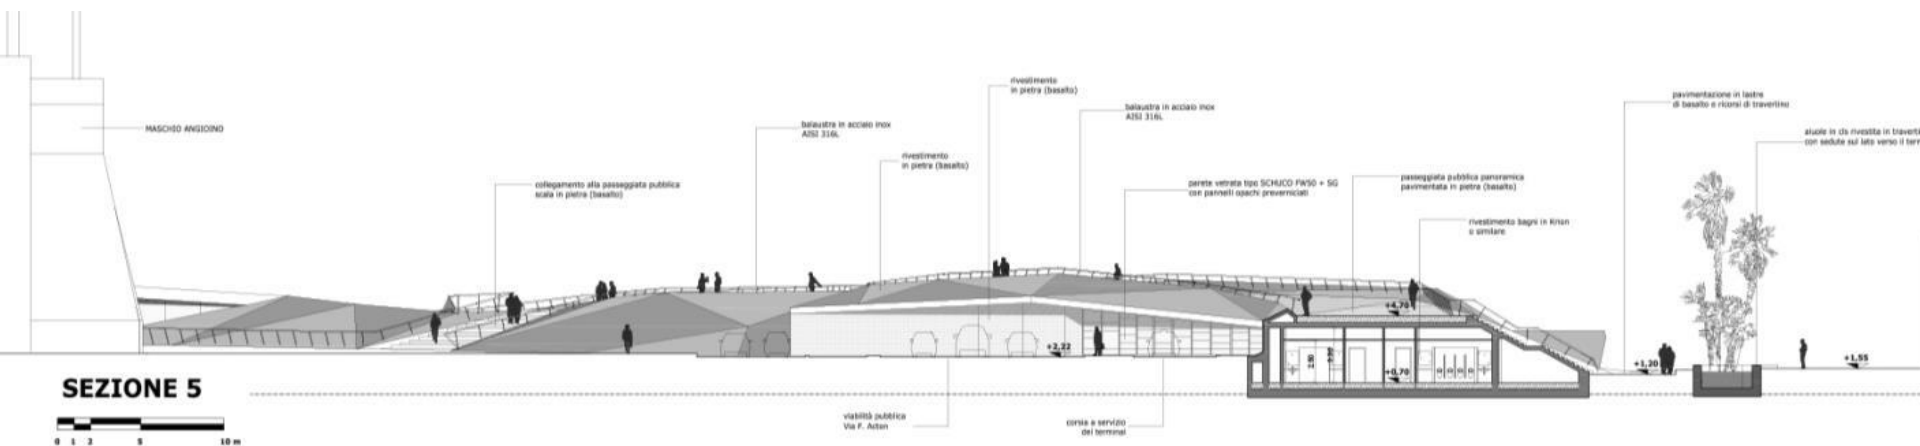 rivestimento
in pietra (basalto)
balaustra in acciaio inox
AISI 316L
pavimentazione in lastre
di basalto e ricorsi di travertino
MASCHIO ANGIOINO
balaustra in acciaio inox
AISI 316L
aiuole in cls rivestita in traverti
con sedute sul lato verso il terr
rivestimento
in pietra (basalto)
collegamento alla passeggiata pubblica
scala in pietra (basalto)
parete vetrata tipo SCHUCO FW50 + SG
con pannelli opachi preverniciati
passeggiata pubblica panoramica
pavimentata in pietra (basalto)
rivestimento bagni in Krion
o similare
+4,70
+2,22
+0,70
+1,20
+1,55
SEZIONE 5
0 1 2 5 10 m
viabilità pubblica
Via F. Acton
corsia a servizio
del terminal